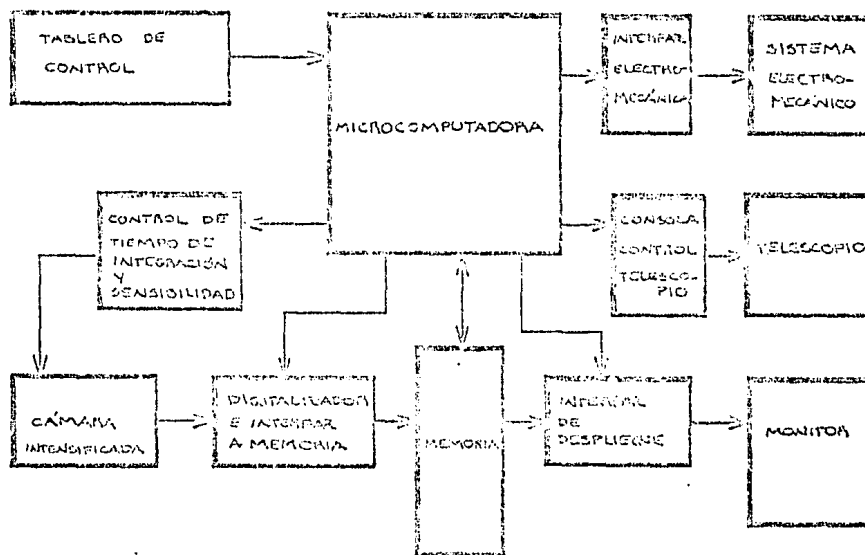 TABLERO DE
CONTROL
MICROCOMPUTADORA
INTERFAZ
ELECTRO-
MECÁNICA
SISTEMA
ELECTRO-
MECÁNICO
CONTROL DE
TIEMPO DE
INTEGRACIÓN
Y
SENSIBILIDAD
CONSOLA
CONTROL
TELESCO-
PIO
TELESCOPIO
CÁMARA
INTENSIFICADA
DIGITALIZADOR
E INTERFAZ
A MEMORIA
MEMORIA
INTERFAZ
DE
DESPLIEGUE
MONITOR